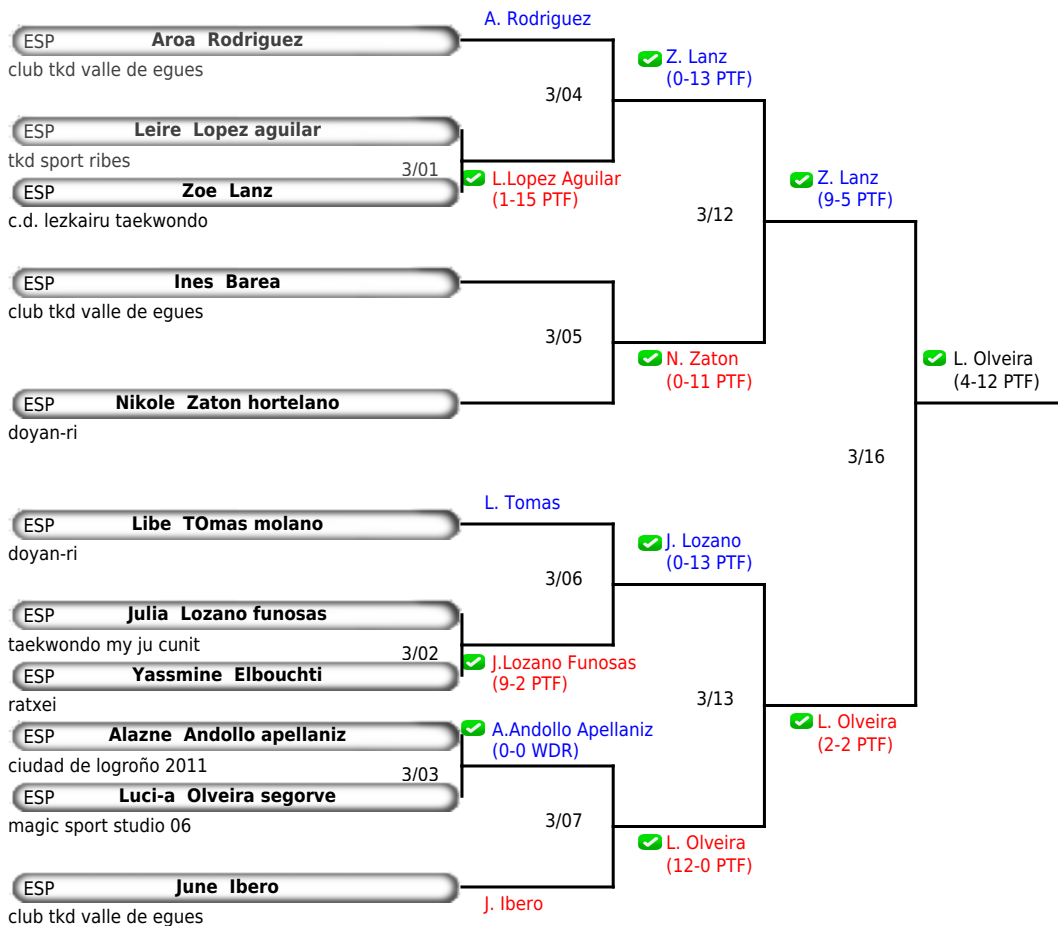 A. Rodriguez
ESP Aroa Rodriguez
club tkd valle de egues
Z. Lanz
(0-13 PTF)
3/04
ESP Leire Lopez aguilar
tkd sport ribes
3/01
L.Lopez Aguilar
(1-15 PTF)
ESP Zoe Lanz
c.d. lezkairu taekwondo
Z. Lanz
(9-5 PTF)
3/12
ESP Ines Barea
club tkd valle de egues
3/05
N. Zaton
(0-11 PTF)
L. Olveira
(4-12 PTF)
ESP Nikole Zaton hortelano
doyan-ri
3/16
L. Tomas
ESP Libe TOmas molano
doyan-ri
J. Lozano
(0-13 PTF)
3/06
ESP Julia Lozano funosas
taekwondo my ju cunit
3/02
J.Lozano Funosas
(9-2 PTF)
ESP Yassmine Elbouchti
ratxei
3/13
L. Olveira
(2-2 PTF)
ESP Alazne Andollo apellaniz
ciudad de logroño 2011
A.Andollo Apellaniz
(0-0 WDR)
3/03
ESP Luci-a Olveira segorve
magic sport studio 06
3/07
L. Olveira
(12-0 PTF)
ESP June Ibero
club tkd valle de egues
J. Ibero